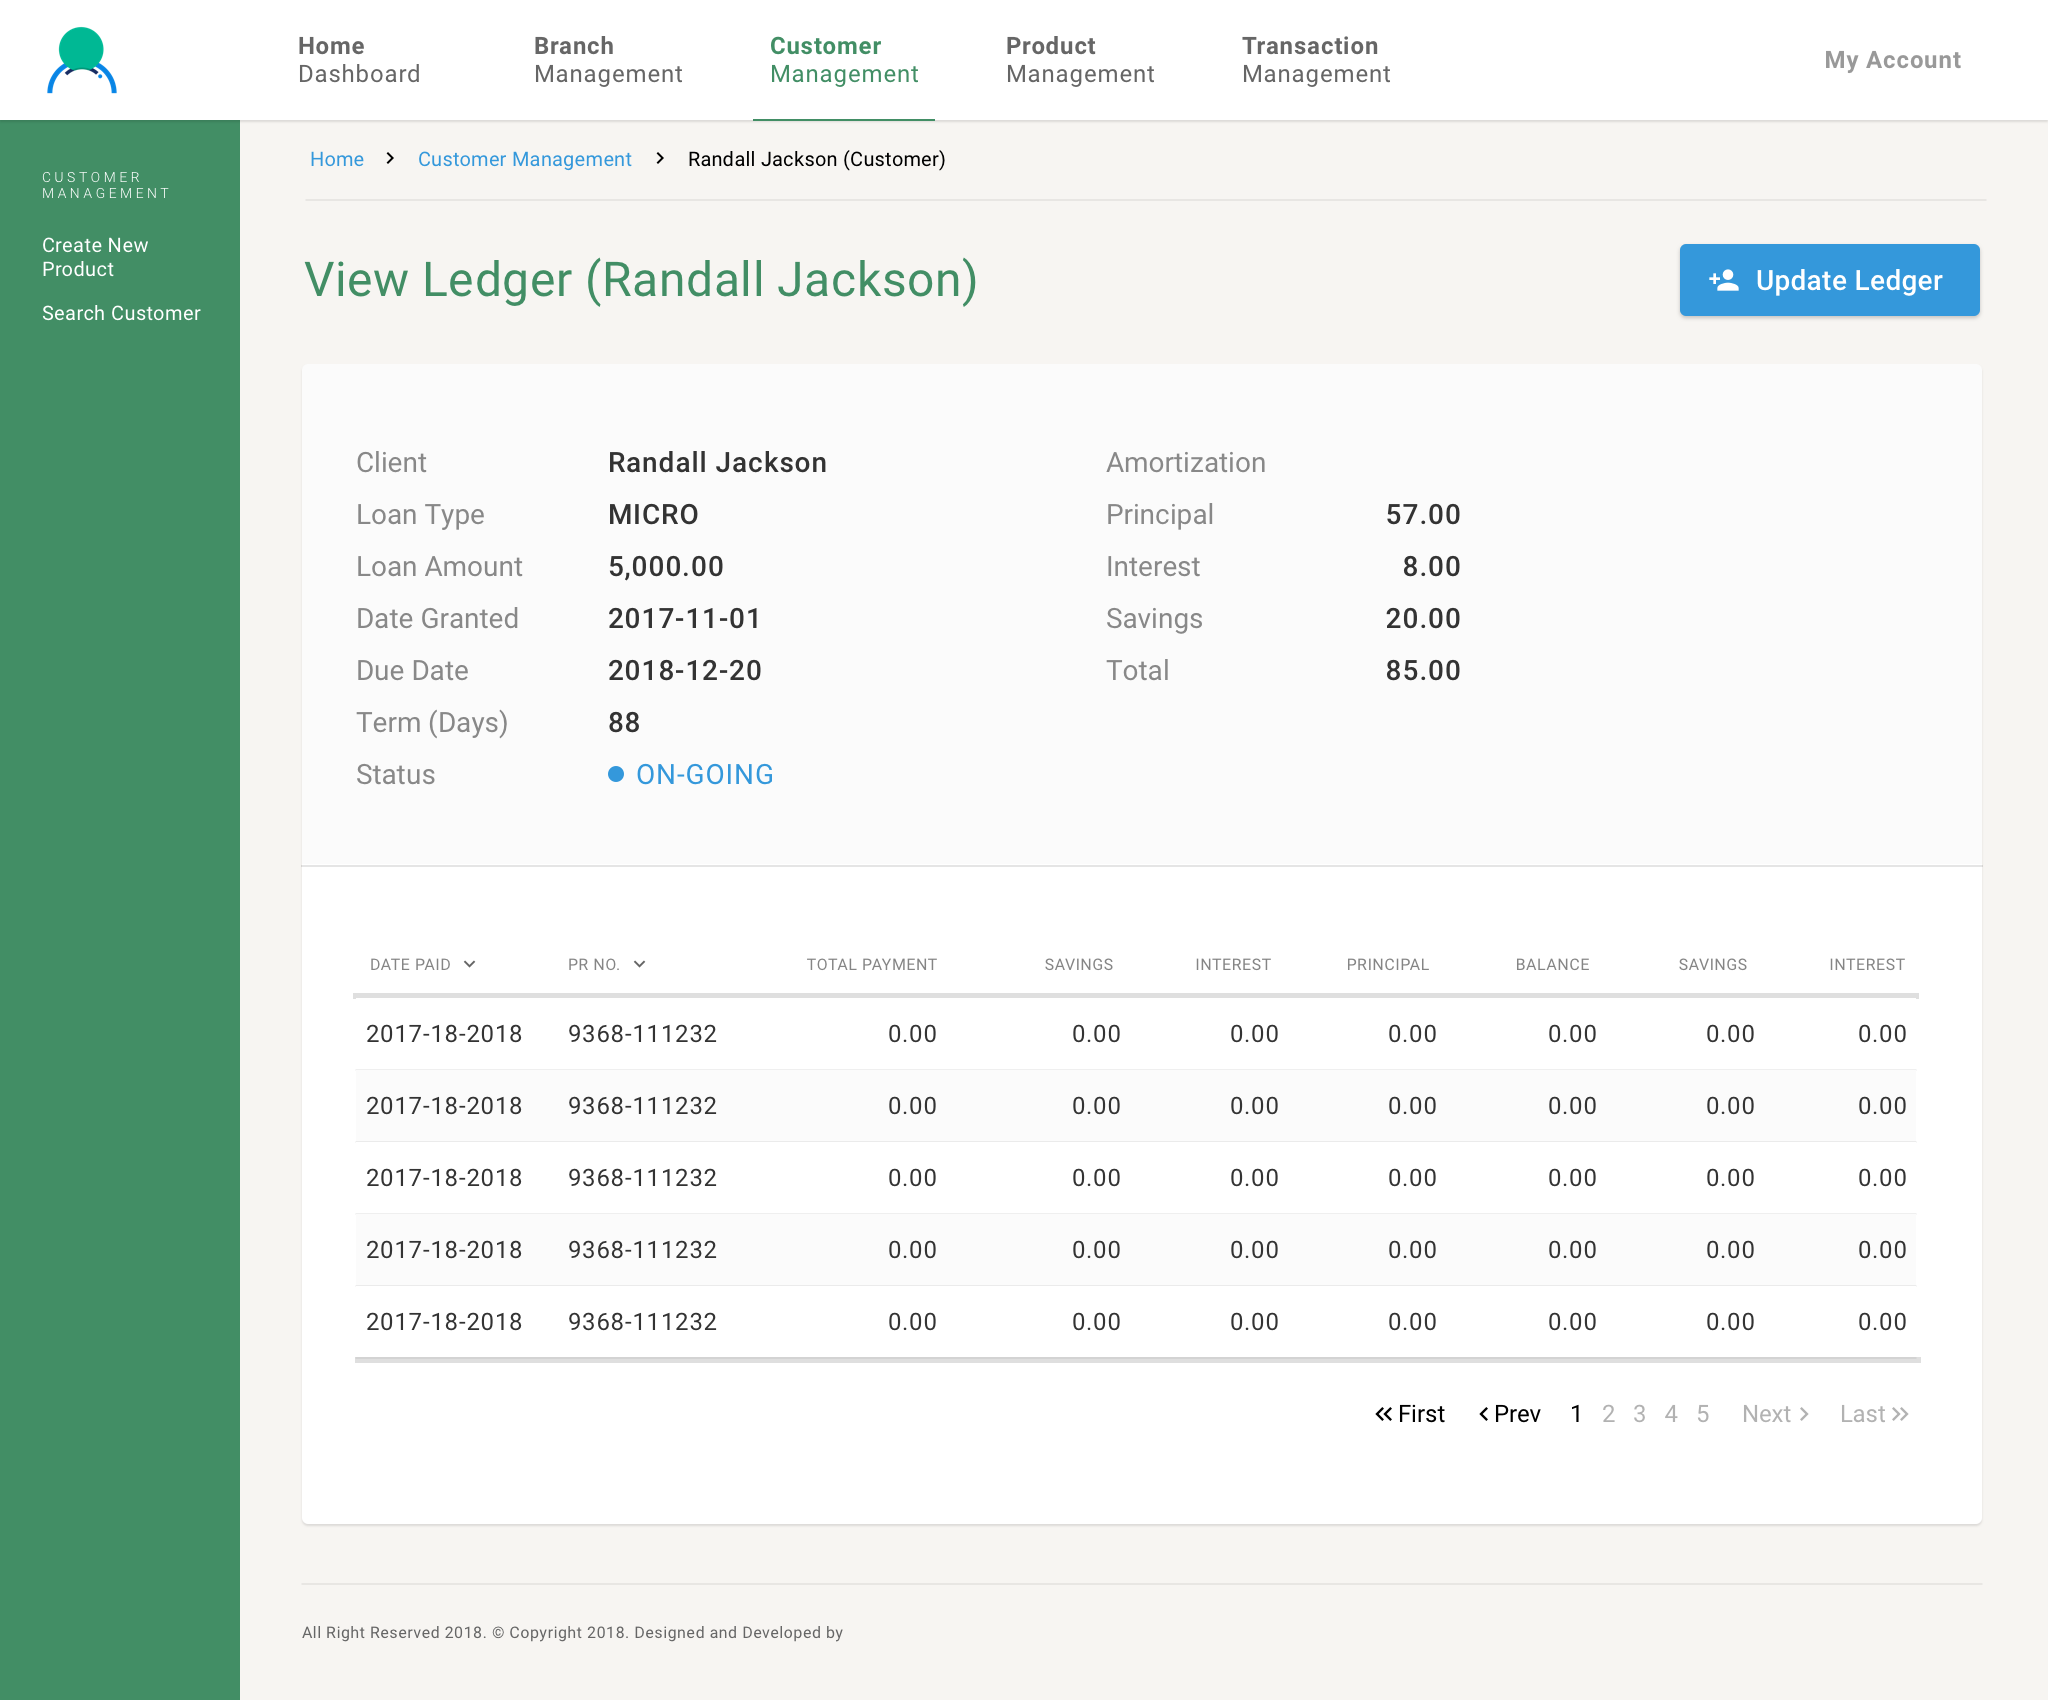 Home
Dashboard
Branch
Management
Customer
Management
Product
Management
Transaction
Management
My Account
CUSTOMER
MANAGEMENT
Create New
Product
Search Customer
Home Customer Management Randall Jackson (Customer)
View Ledger (Randall Jackson)
Update Ledger
Client Randall Jackson
Loan Type MICRO
Loan Amount 5,000.00
Date Granted 2017-11-01
Due Date 2018-12-20
Term (Days) 88
Status ON-GOING
Amortization
Principal 57.00
Interest 8.00
Savings 20.00
Total 85.00
DATE PAID PR NO. TOTAL PAYMENT SAVINGS INTEREST PRINCIPAL BALANCE SAVINGS INTEREST
2017-18-2018 9368-111232 0.00 0.00 0.00 0.00 0.00 0.00 0.00
2017-18-2018 9368-111232 0.00 0.00 0.00 0.00 0.00 0.00 0.00
2017-18-2018 9368-111232 0.00 0.00 0.00 0.00 0.00 0.00 0.00
2017-18-2018 9368-111232 0.00 0.00 0.00 0.00 0.00 0.00 0.00
2017-18-2018 9368-111232 0.00 0.00 0.00 0.00 0.00 0.00 0.00
First Prev 1 2 3 4 5 Next Last
All Right Reserved 2018. © Copyright 2018. Designed and Developed by